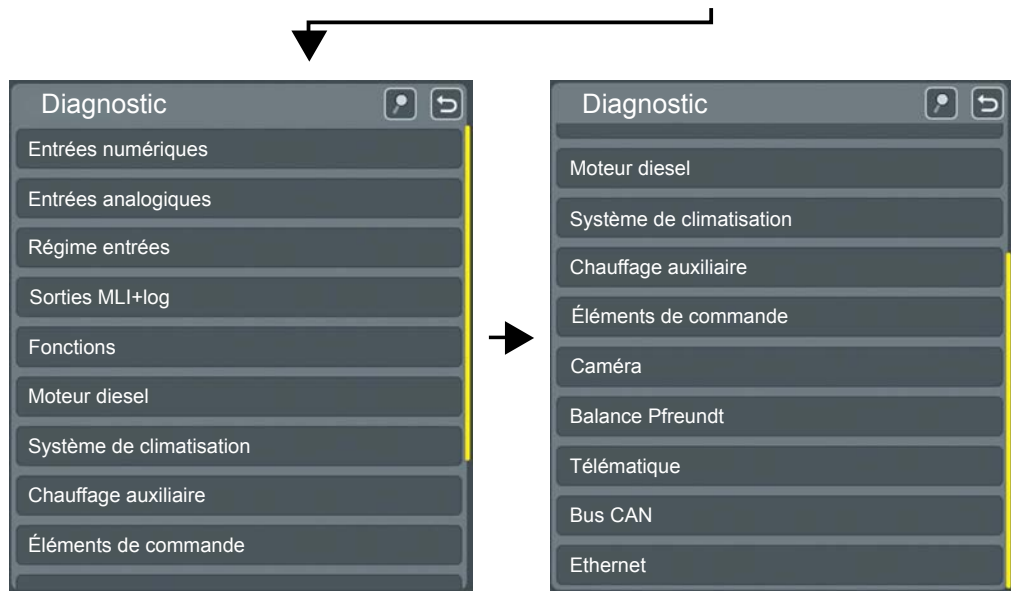 Diagnostic
Entrées numériques
Entrées analogiques
Régime entrées
Sorties MLI+log
Fonctions
Moteur diesel
Système de climatisation
Chauffage auxiliaire
Éléments de commande
Diagnostic
Moteur diesel
Système de climatisation
Chauffage auxiliaire
Éléments de commande
Caméra
Balance Pfreundt
Télématique
Bus CAN
Ethernet